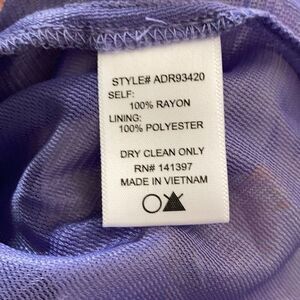 STYLE# ADR93420
SELF:
100% RAYON
LINING:
100% POLYESTER
DRY CLEAN ONLY
RN# 141397
MADE IN VIETNAM